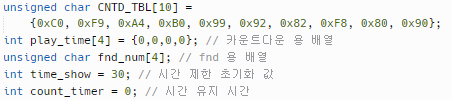 unsigned char CNTD_TBL[10] =
{0xC0, 0xF9, 0xA4, 0xB0, 0x99, 0x92, 0x82, 0xF8, 0x80, 0x90};
int play_time[4] = {0,0,0,0}; // 카운트다운 용 배열
unsigned char fnd_num[4]; // fnd 용 배열
int time_show = 30; // 시간 제한 초기화 값
int count_timer = 0; // 시간 유지 시간